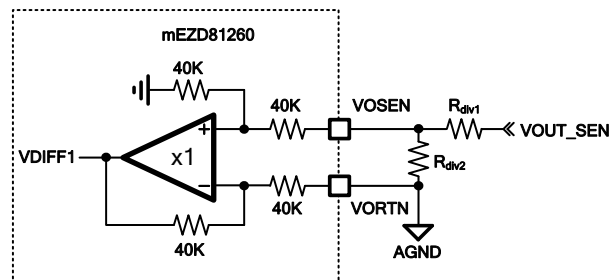 mEZD81260
40K
VOSEN
Rdiv1
+
40K
VOUT_SEN
VDIFF1
x1
Rdiv2
−
40K
VORTN
40K
AGND